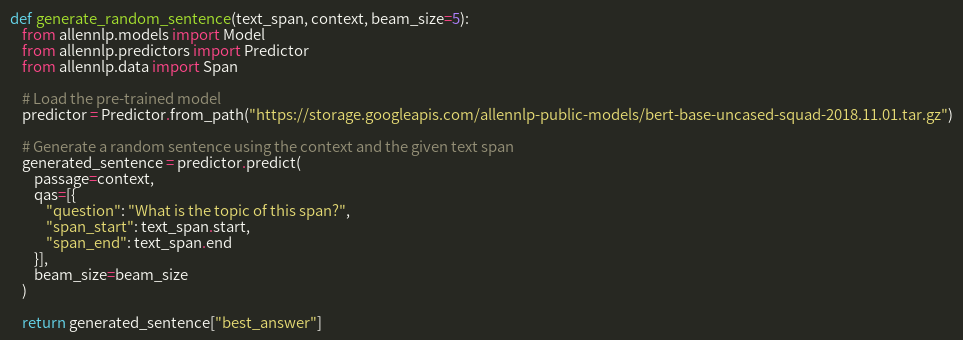 def generate_random_sentence(text_span, context, beam_size=5):
    from allennlp.models import Model
    from allennlp.predictors import Predictor
    from allennlp.data import Span

    # Load the pre-trained model
    predictor = Predictor.from_path("https://storage.googleapis.com/allennlp-public-models/bert-base-uncased-squad-2018.11.01.tar.gz")

    # Generate a random sentence using the context and the given text span
    generated_sentence = predictor.predict(
        passage=context,
        qas=[{
            "question": "What is the topic of this span?",
            "span_start": text_span.start,
            "span_end": text_span.end
        }],
        beam_size=beam_size
    )

    return generated_sentence["best_answer"]